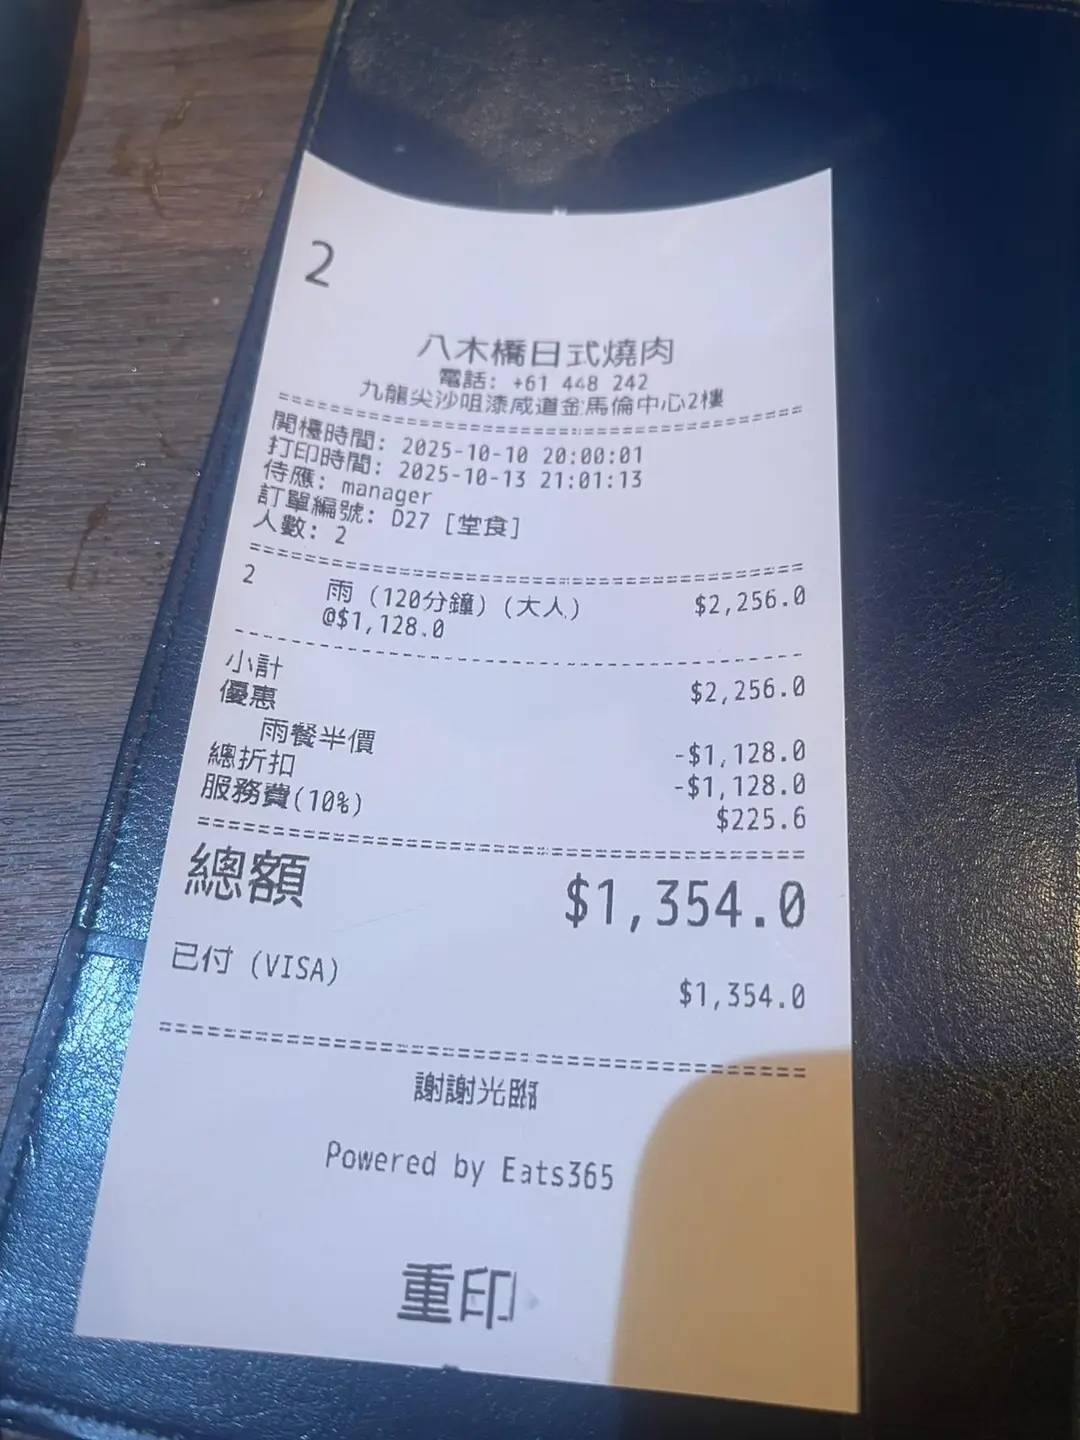 2
八木橋日式燒肉
電話: +61 448 242
九龍尖沙咀漆咸道金馬倫中心2樓
開檯時間: 2025-10-10 20:00:01
打印時間: 2025-10-13 21:01:13
侍應: manager
訂單編號: D27 [堂食]
人數: 2
2 雨 (120分鐘) (大人) $2,256.0
@$1,128.0
小計 $2,256.0
優惠
雨餐半價 -$1,128.0
總折扣 -$1,128.0
服務費(10%) $225.6
總額 $1,354.0
已付 (VISA) $1,354.0
謝謝光臨
Powered by Eats365
重印